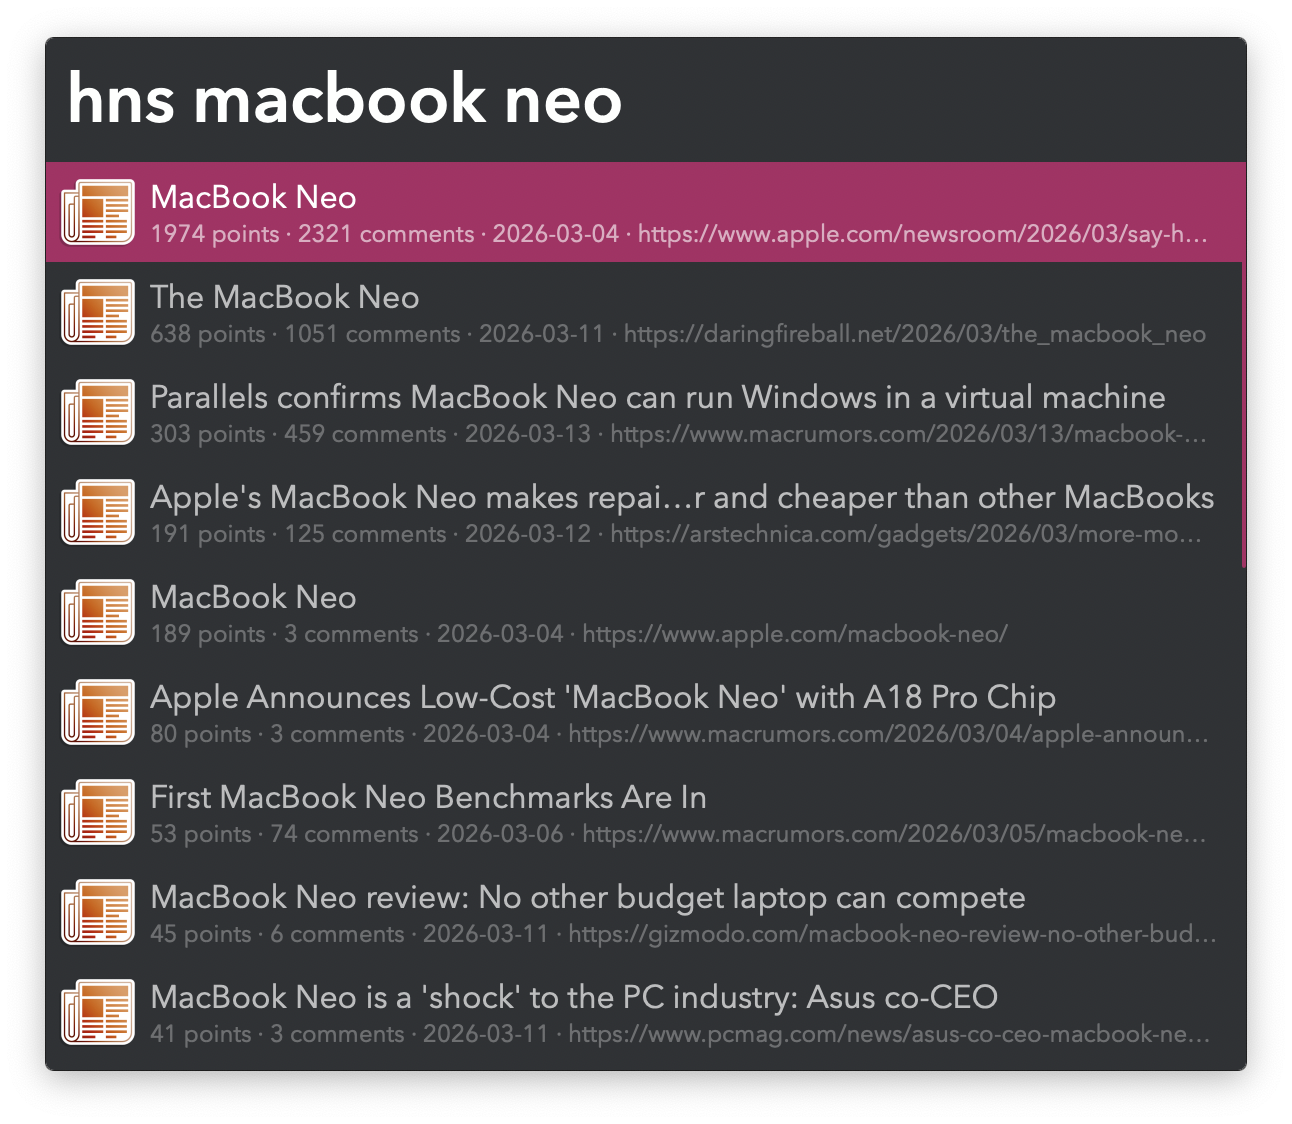 hns macbook neo
MacBook Neo
1974 points · 2321 comments · 2026-03-04 · https://www.apple.com/newsroom/2026/03/say-h…
The MacBook Neo
638 points · 1051 comments · 2026-03-11 · https://daringfireball.net/2026/03/the_macbook_neo
Parallels confirms MacBook Neo can run Windows in a virtual machine
303 points · 459 comments · 2026-03-13 · https://www.macrumors.com/2026/03/13/macbook-…
Apple's MacBook Neo makes repai…r and cheaper than other MacBooks
191 points · 125 comments · 2026-03-12 · https://arstechnica.com/gadgets/2026/03/more-mo…
MacBook Neo
189 points · 3 comments · 2026-03-04 · https://www.apple.com/macbook-neo/
Apple Announces Low-Cost 'MacBook Neo' with A18 Pro Chip
80 points · 3 comments · 2026-03-04 · https://www.macrumors.com/2026/03/04/apple-announ…
First MacBook Neo Benchmarks Are In
53 points · 74 comments · 2026-03-06 · https://www.macrumors.com/2026/03/05/macbook-ne…
MacBook Neo review: No other budget laptop can compete
45 points · 6 comments · 2026-03-11 · https://gizmodo.com/macbook-neo-review-no-other-bud…
MacBook Neo is a 'shock' to the PC industry: Asus co-CEO
41 points · 3 comments · 2026-03-11 · https://www.pcmag.com/news/asus-co-ceo-macbook-ne…